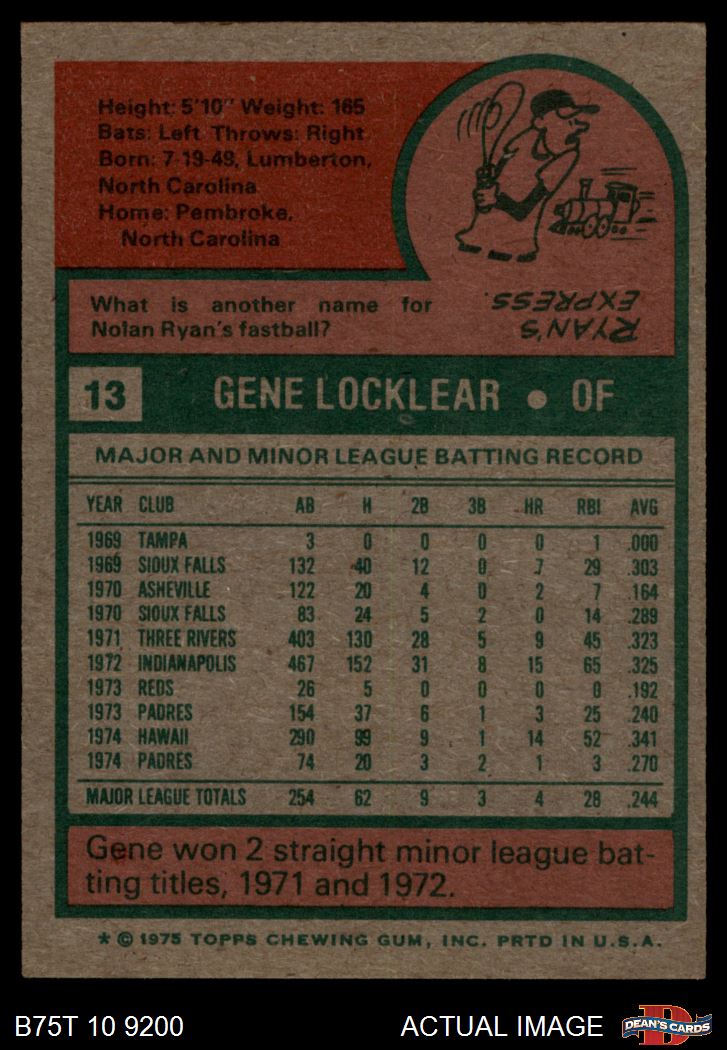 Height: 5'10" Weight: 165
Bats: Left Throws: Right
Born: 7-19-49, Lumberton,
North Carolina
Home: Pembroke,
North Carolina
What is another name for
Nolan Ryan's fastball?
RYAN'S
EXPRESS.
13 GENE LOCKLEAR • OF
MAJOR AND MINOR LEAGUE BATTING RECORD
YEAR CLUB AB H 2B 3B HR RBI AVG
1969 TAMPA 3 0 0 0 0 1 .000
1969 SIOUX FALLS 132 40 12 0 7 29 .303
1970 ASHEVILLE 122 20 4 0 2 7 .164
1970 SIOUX FALLS 83 24 5 2 0 14 .289
1971 THREE RIVERS 403 130 28 5 9 45 .323
1972 INDIANAPOLIS 467 152 31 8 15 65 .325
1973 REDS 26 5 0 0 0 0 .192
1973 PADRES 154 37 6 1 3 25 .240
1974 HAWAII 290 99 9 1 14 52 .341
1974 PADRES 74 20 3 2 1 3 .270
MAJOR LEAGUE TOTALS 254 62 9 3 4 28 .244
Gene won 2 straight minor league bat-
ting titles, 1971 and 1972.
* © 1975 TOPPS CHEWING GUM, INC. PRTD IN U.S.A.
B75T 10 9200 ACTUAL IMAGE D DEAN'S CARDS